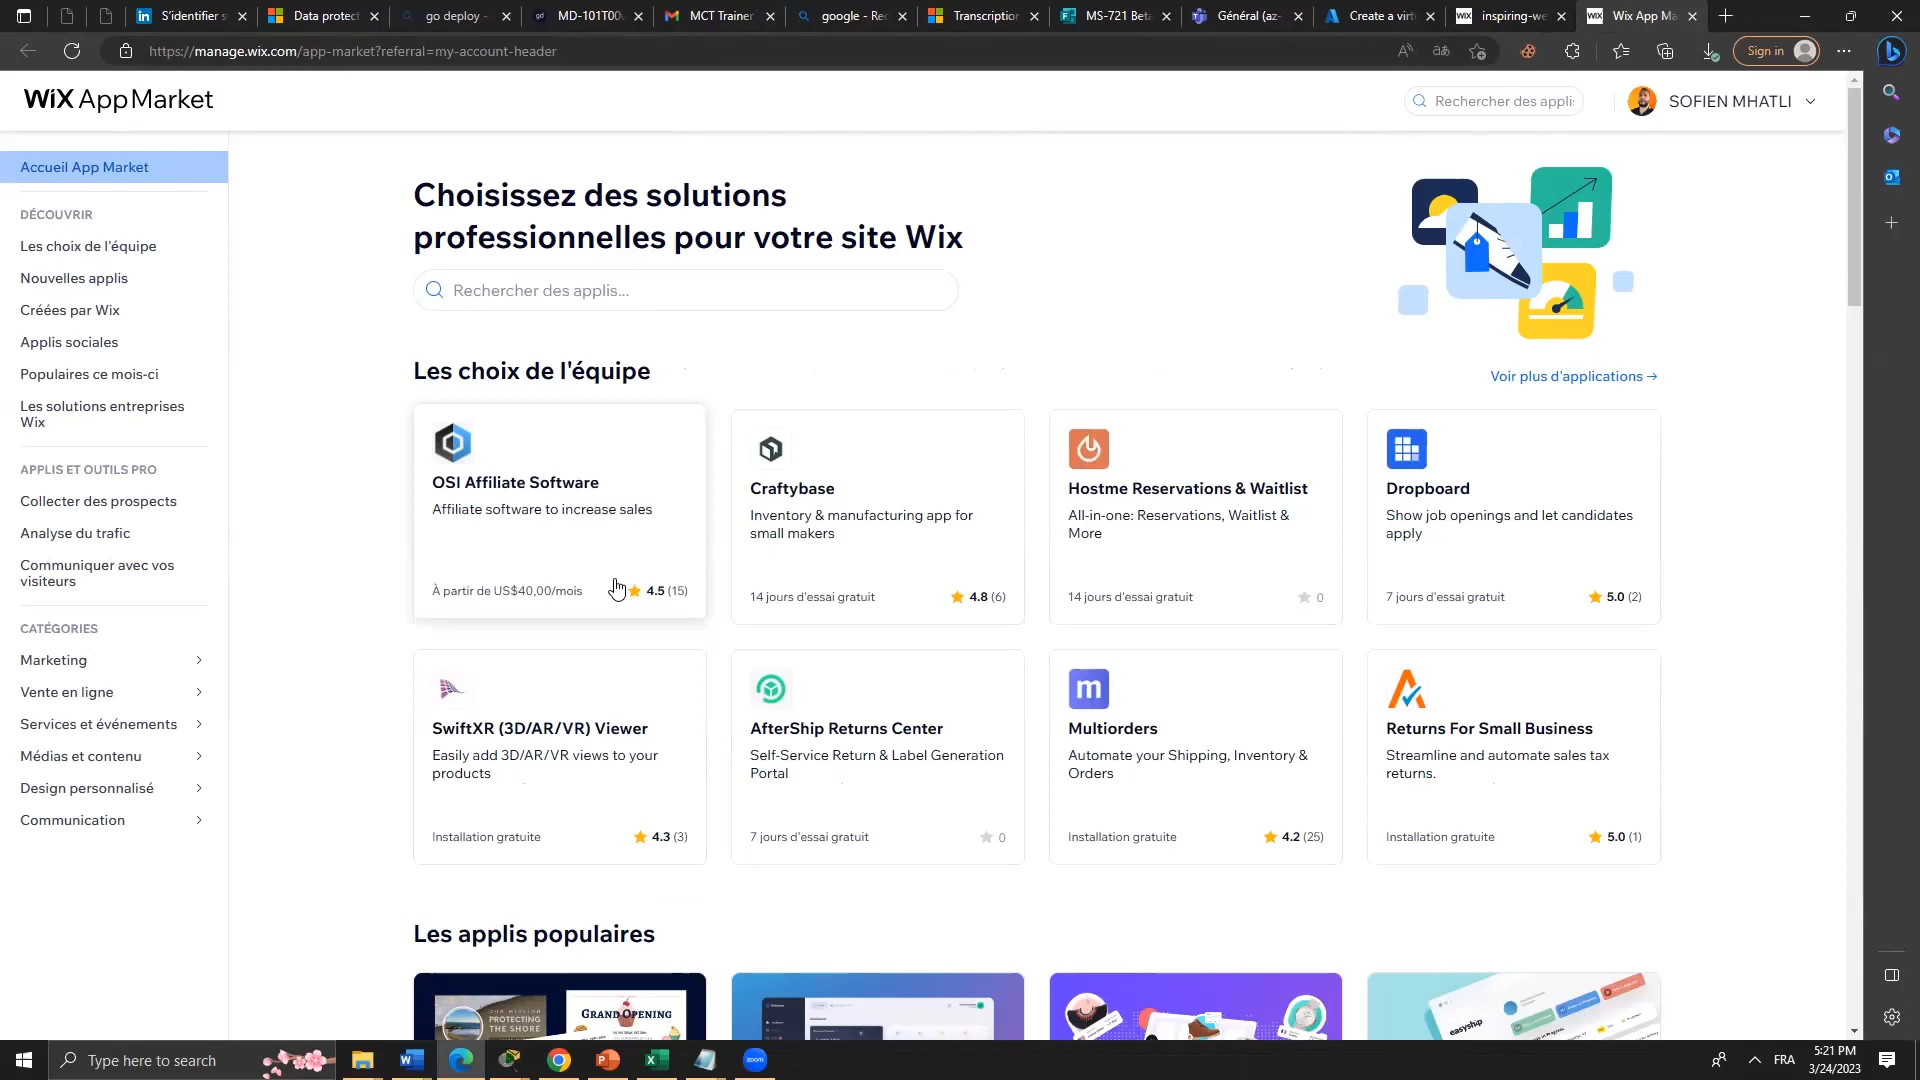 S'identifier s
Data protect
go deploy -
MD-101T00
MCT Trainer
google - Rec
Transcription
MS-721 Beta
Général (az-
Create a virt
inspiring-we
Wix App Ma
https://manage.wix.com/app-market?referral=my-account-header
Sign in
WiX App Market
Rechercher des appli:
SOFIEN MHATLI
Accueil App Market
DÉCOUVRIR
Les choix de l'équipe
Nouvelles applis
Créées par Wix
Applis sociales
Populaires ce mois-ci
Les solutions entreprises
Wix
APPLIS ET OUTILS PRO
Collecter des prospects
Analyse du trafic
Communiquer avec vos
visiteurs
CATÉGORIES
Marketing
Vente en ligne
Services et événements
Médias et contenu
Design personnalisé
Communication
Choisissez des solutions
professionnelles pour votre site Wix
Rechercher des applis...
Les choix de l'équipe
Voir plus d'applications →
OSI Affiliate Software
Affiliate software to increase sales
À partir de US$40,00/mois
4.5 (15)
Craftybase
Inventory & manufacturing app for
small makers
14 jours d'essai gratuit
4.8 (6)
Hostme Reservations & Waitlist
All-in-one: Reservations, Waitlist &
More
14 jours d'essai gratuit
0
Dropboard
Show job openings and let candidates
apply
7 jours d'essai gratuit
5.0 (2)
SwiftXR (3D/AR/VR) Viewer
Easily add 3D/AR/VR views to your
products
Installation gratuite
4.3 (3)
AfterShip Returns Center
Self-Service Return & Label Generation
Portal
7 jours d'essai gratuit
0
Multiorders
Automate your Shipping, Inventory &
Orders
Installation gratuite
4.2 (25)
Returns For Small Business
Streamline and automate sales tax
returns.
Installation gratuite
5.0 (1)
Les applis populaires
OUR MISSION
PROTECTING
THE SHORE
GRAND OPENING
easyship
Type here to search
zoom
FRA
5:21 PM
3/24/2023